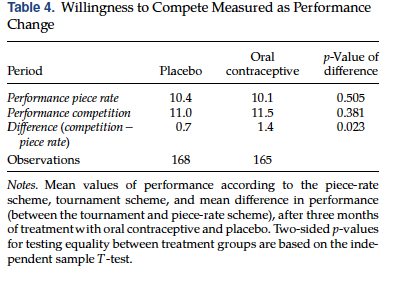 Table 4. Willingness to Compete Measured as Performance
Change
Oral
Period Placebo contraceptive p-Value of difference
Performance piece rate 10.4 10.1 0.505
Performance competition 11.0 11.5 0.381
Difference (competition – 0.7 1.4 0.023
piece rate)
Observations 168 165
Notes. Mean values of performance according to the piece-rate
scheme, tournament scheme, and mean difference in performance
(between the tournament and piece-rate scheme), after three months
of treatment with oral contraceptive and placebo. Two-sided p-values
for testing equality between treatment groups are based on the inde-
pendent sample T-test.